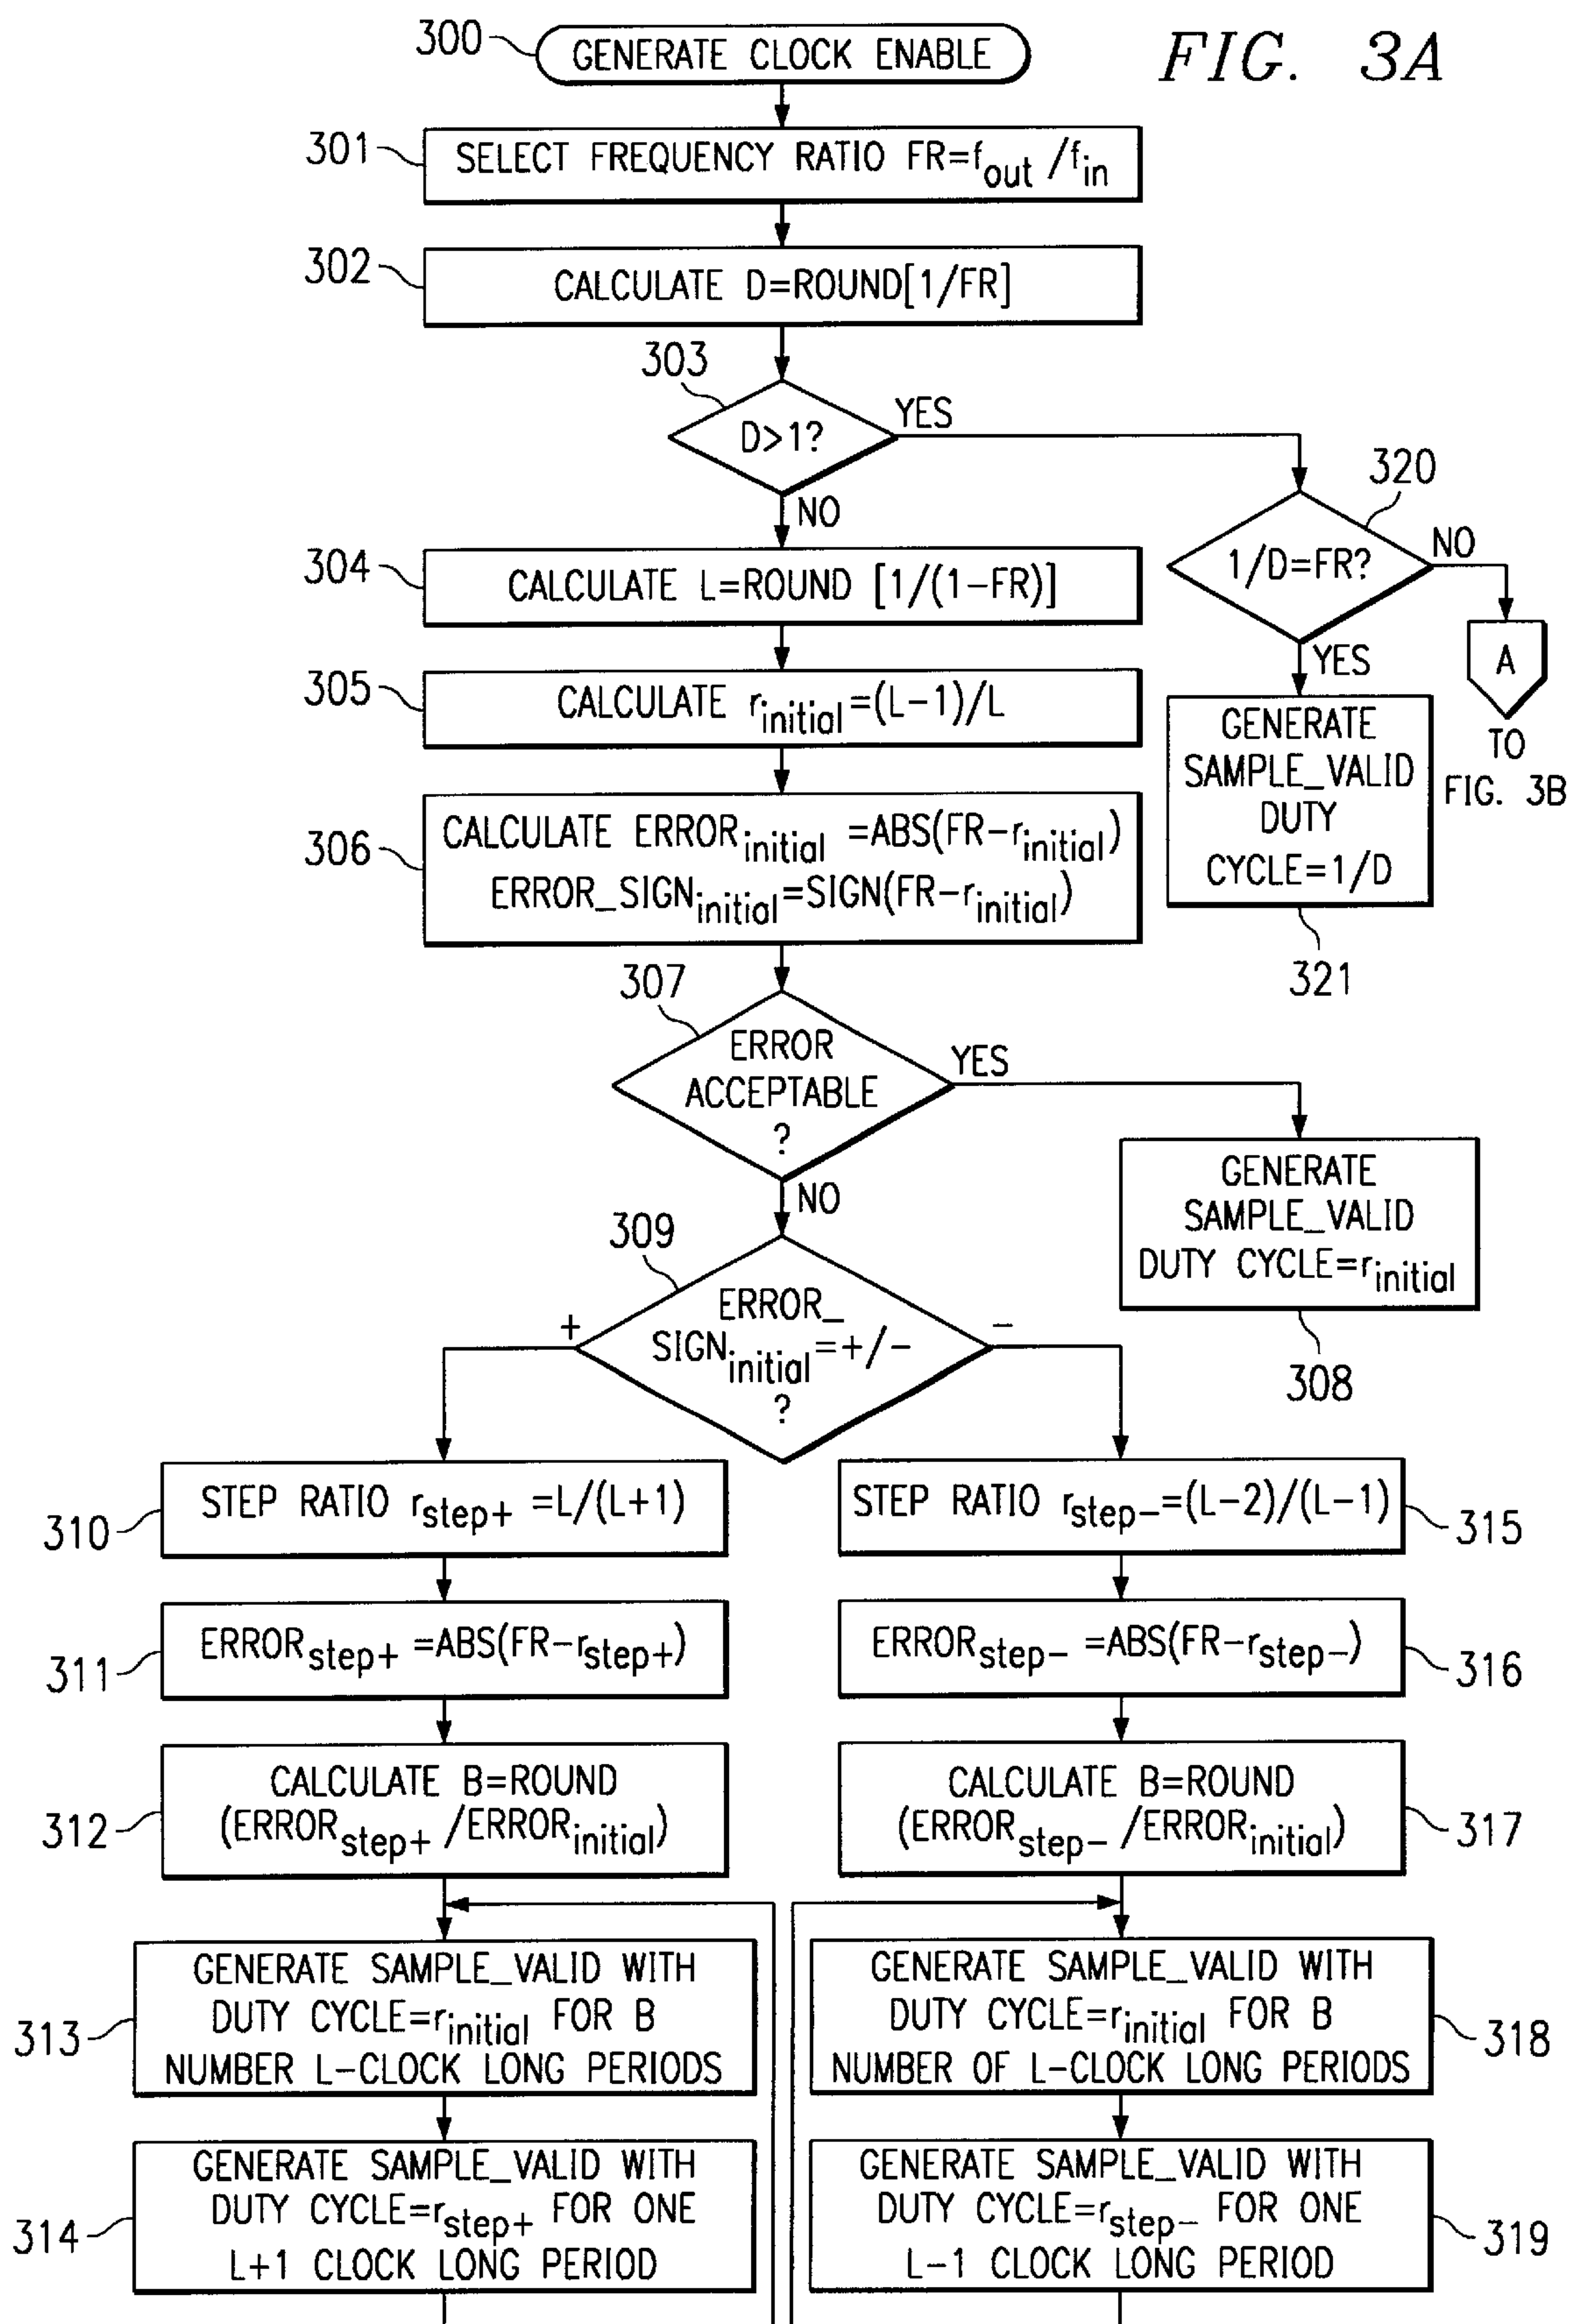 FIG. 3A
300
GENERATE CLOCK ENABLE
301
SELECT FREQUENCY RATIO FR=fout /fin
302
CALCULATE D=ROUND[1/FR]
303
D>1?
YES
NO
320
1/D=FR?
NO
YES
A
TO
FIG. 3B
GENERATE
SAMPLE_VALID
DUTY
CYCLE=1/D
321
304
CALCULATE L=ROUND [1/(1-FR)]
305
CALCULATE rinitial=(L-1)/L
306
CALCULATE ERRORinitial =ABS(FR-rinitial)
ERROR_SIGNinitial=SIGN(FR-rinitial)
307
ERROR
ACCEPTABLE
?
YES
NO
GENERATE
SAMPLE_VALID
DUTY CYCLE=rinitial
308
309
ERROR_
SIGNinitial=+/-
?
+
-
310
STEP RATIO rstep+ =L/(L+1)
311
ERRORstep+ =ABS(FR-rstep+)
312
CALCULATE B=ROUND
(ERRORstep+ /ERRORinitial)
313
GENERATE SAMPLE_VALID WITH
DUTY CYCLE=rinitial FOR B
NUMBER L-CLOCK LONG PERIODS
314
GENERATE SAMPLE_VALID WITH
DUTY CYCLE=rstep+ FOR ONE
L+1 CLOCK LONG PERIOD
STEP RATIO rstep-=(L-2)/(L-1)
315
ERRORstep- =ABS(FR-rstep-)
316
CALCULATE B=ROUND
(ERRORstep- /ERRORinitial)
317
GENERATE SAMPLE_VALID WITH
DUTY CYCLE=rinitial FOR B
NUMBER OF L-CLOCK LONG PERIODS
318
GENERATE SAMPLE_VALID WITH
DUTY CYCLE=rstep- FOR ONE
L-1 CLOCK LONG PERIOD
319